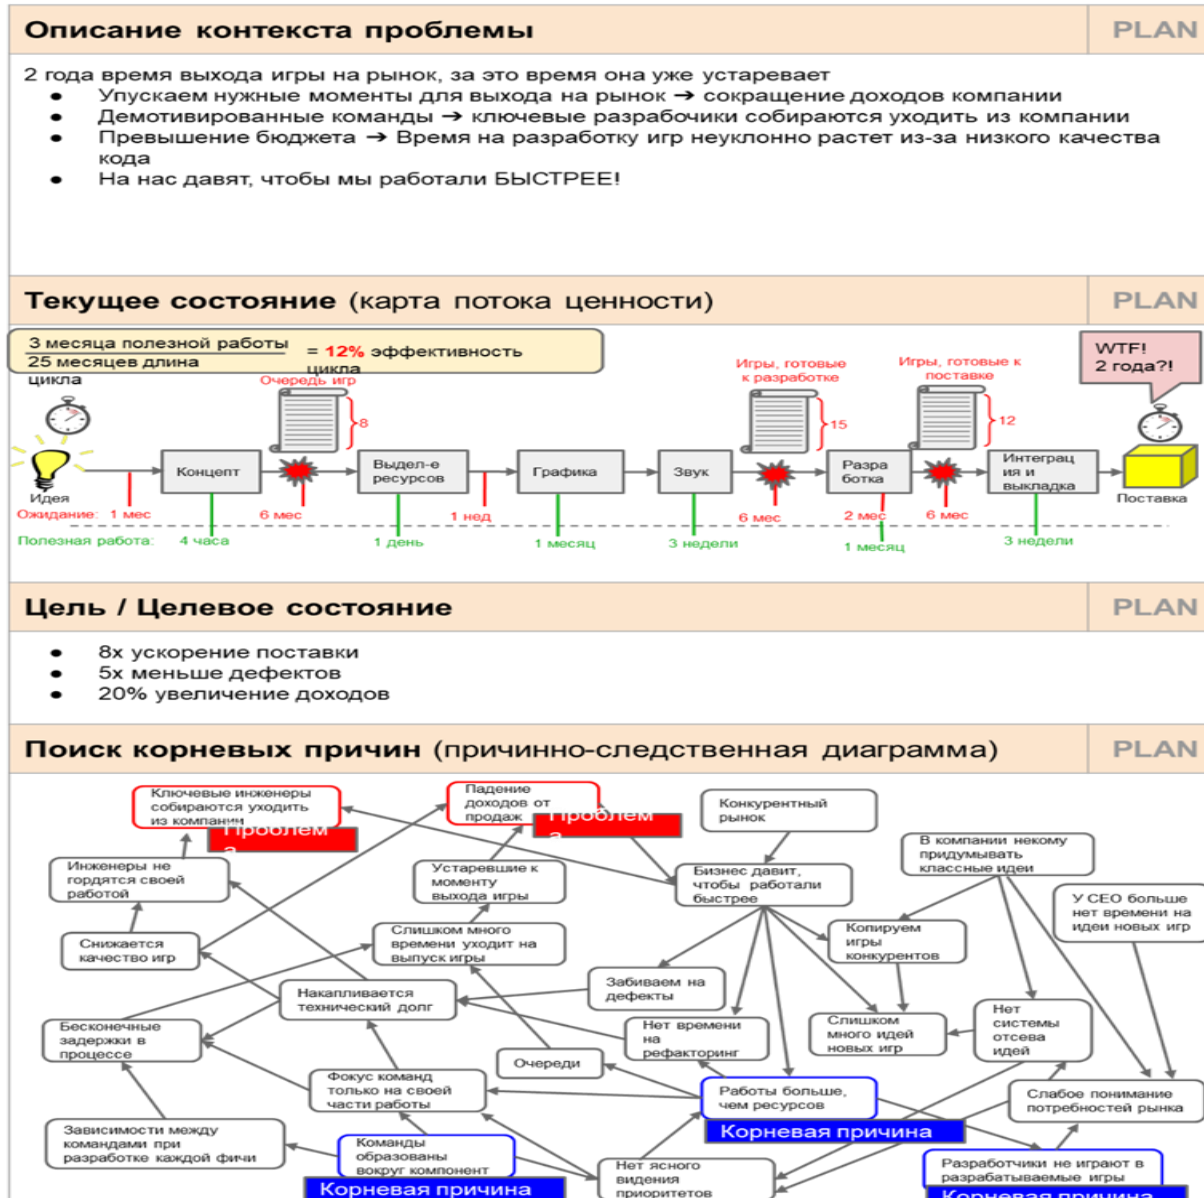 Описание контекста проблемы
PLAN
2 года время выхода игры на рынок, за это время она уже устаревает
● Упускаем нужные моменты для выхода на рынок ➔ сокращение доходов компании
● Демотивированные команды ➔ ключевые разрабочики собираются уходить из компании
● Превышение бюджета ➔ Время на разработку игр неуклонно растет из-за низкого качества
кода
● На нас давят, чтобы мы работали БЫСТРЕЕ!
Текущее состояние (карта потока ценности)
PLAN
3 месяца полезной работы
25 месяцев длина
цикла
= 12% эффективность
цикла
Очередь игр
8
Игры, готовые
к разработке
15
Игры, готовые к
поставке
12
WTF!
2 года?!
Идея
Концепт
Выдел-е
ресурсов
Графика
Звук
Разра
ботка
Интеграц
ия и
выкладка
Поставка
Ожидание: 1 мес
6 мес
1 нед
6 мес
2 мес
6 мес
Полезная работа: 4 часа
1 день
1 месяц
3 недели
1 месяц
3 недели
Цель / Целевое состояние
PLAN
● 8x ускорение поставки
● 5x меньше дефектов
● 20% увеличение доходов
Поиск корневых причин (причинно-следственная диаграмма)
PLAN
Ключевые инженеры
собираются уходить
из компании
Проблем
а
Падение
доходов от
продаж
Проблем
а
Конкурентный
рынок
В компании некому
придумывать
классные идеи
Инженеры не
гордятся своей
работой
Устаревшие к
моменту
выхода игры
Бизнес давит,
чтобы работали
быстрее
У CEO больше
нет времени на
идеи новых игр
Снижается
качество игр
Слишком много
времени уходит на
выпуск игры
Копируем
игры
конкурентов
Накапливается
технический долг
Забиваем на
дефекты
Бесконечные
задержки в
процессе
Нет времени
на
рефакторинг
Слишком
много идей
новых игр
Нет
системы
отсева
идей
Очереди
Фокус команд
только на своей
части работы
Работы больше,
чем ресурсов
Корневая причина
Слабое понимание
потребностей рынка
Зависимости между
командами при
разработке каждой фичи
Команды
образованы
вокруг компонент
Корневая причина
Нет ясного
видения
приоритетов
Разработчики не играют в
разрабатываемые игры
Корневая причина